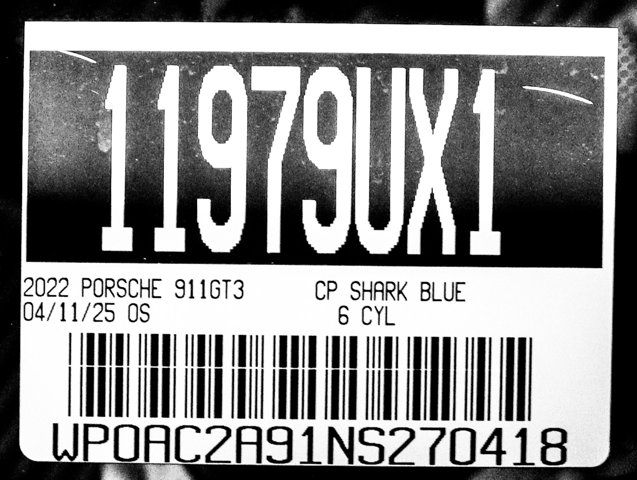 11979UX1
2022 PORSCHE 911GT3 CP SHARK BLUE
04/11/25 OS 6 CYL
WP0AC2A91NS270418